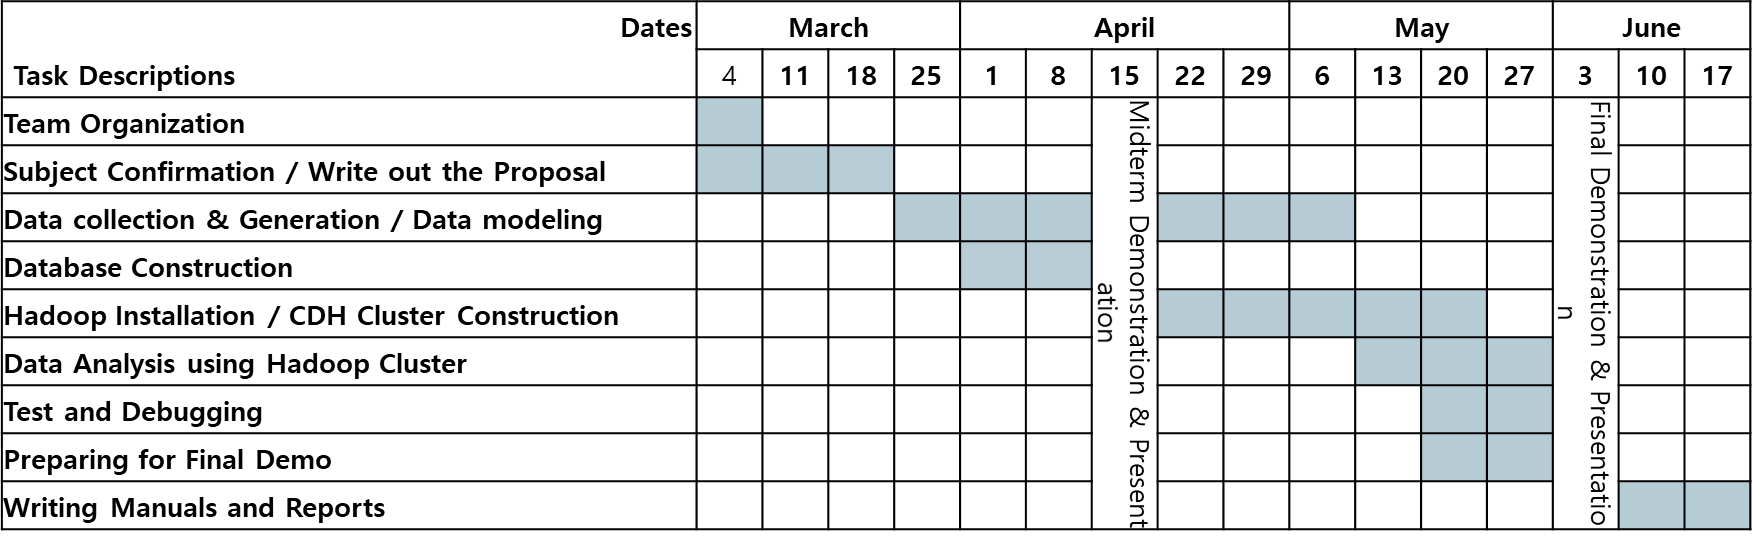 Dates March April May June
Task Descriptions 4 11 18 25 1 8 15 22 29 6 13 20 27 3 10 17
Team Organization
Subject Confirmation / Write out the Proposal
Data collection & Generation / Data modeling
Database Construction
Hadoop Installation / CDH Cluster Construction
Data Analysis using Hadoop Cluster
Test and Debugging
Preparing for Final Demo
Writing Manuals and Reports
Midterm Demonstration & Present
ation
Final Demonstration & Presentatio
n